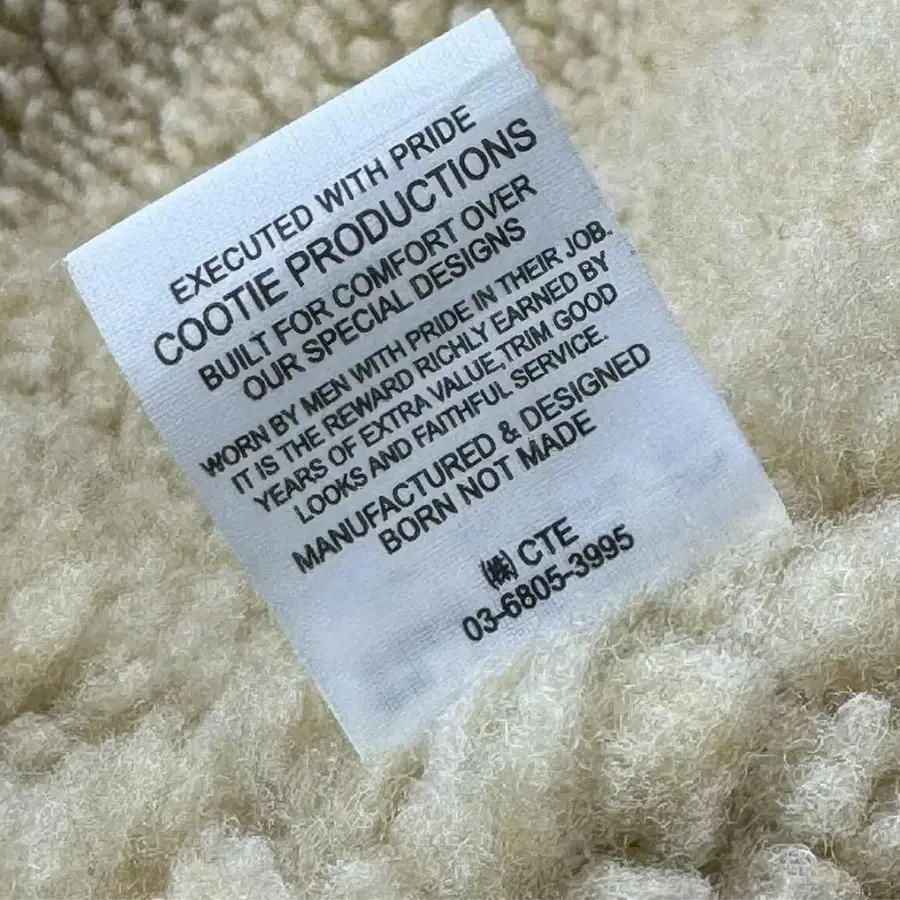 EXECUTED WITH PRIDE
COOTIE PRODUCTIONS
BUILT FOR COMFORT OVER
OUR SPECIAL DESIGNS
WORN BY MEN WITH PRIDE IN THEIR JOB.
IT IS THE REWARD RICHLY EARNED BY
YEARS OF EXTRA VALUE,TRIM GOOD
LOOKS AND FAITHFUL SERVICE.
MANUFACTURED & DESIGNED
BORN NOT MADE
㈱ CTE
03-6805-3995